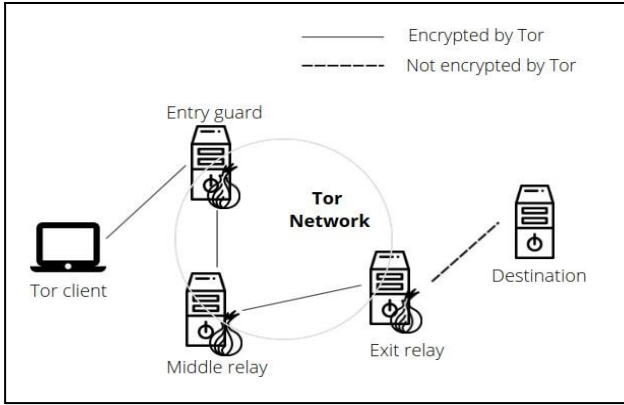 Encrypted by Tor
Not encrypted by Tor
Entry guard
Tor
Network
Tor client
Destination
Middle relay
Exit relay